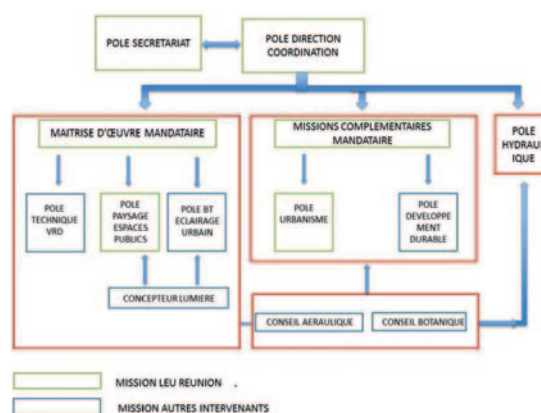 POLE SECRETARIAT
POLE DIRECTION
COORDINATION
MAITRISE D'ŒUVRE MANDATAIRE
MISSIONS COMPLEMENTAIRES
MANDATAIRE
POLE
HYDRAUL
IQUE
POLE
TECHNIQUE
VRD
POLE
PAYSAGE
ESPACES
PUBLICS
POLE BT
ECLAIRAGE
URBAIN
POLE
URBANISME
POLE
DEVELOPPE
MENT
DURABLE
CONCEPTEUR LUMIERE
CONSEIL AERAULIQUE
CONSEIL BOTANIQUE
MISSION LEU REUNION .
MISSION AUTRES INTERVENANTS